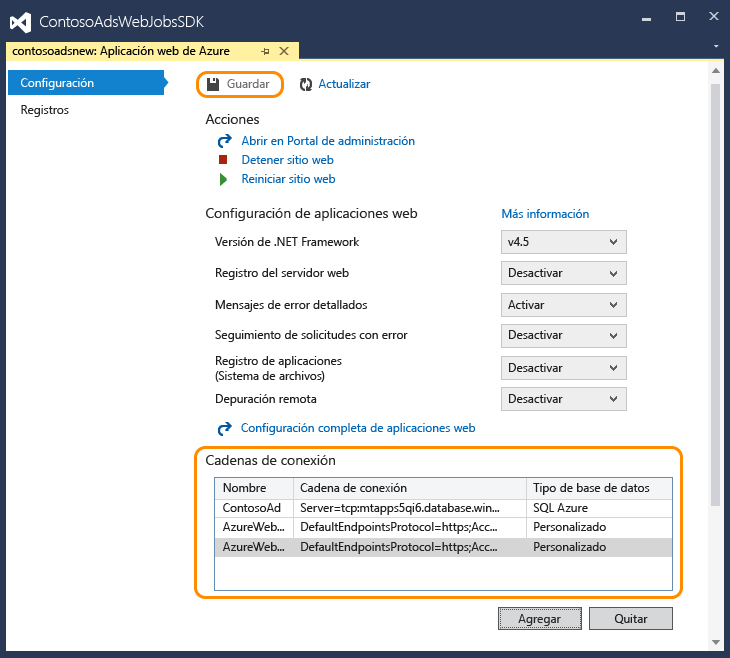 ContosoAdsWebJobsSDK
contosoadsnew: Aplicación web de Azure
Configuración
Registros
Guardar Actualizar
Acciones
Abrir en Portal de administración
Detener sitio web
Reiniciar sitio web
Configuración de aplicaciones web Más información
Versión de .NET Framework v4.5
Registro del servidor web Desactivar
Mensajes de error detallados Activar
Seguimiento de solicitudes con error Desactivar
Registro de aplicaciones
(Sistema de archivos) Desactivar
Depuración remota Desactivar
Configuración completa de aplicaciones web
Cadenas de conexión
Nombre Cadena de conexión Tipo de base de datos
ContosoAd Server=tcp:mtapps5qi6.database.win... SQL Azure
AzureWeb... DefaultEndpointsProtocol=https;Acc... Personalizado
AzureWeb... DefaultEndpointsProtocol=https;Acc... Personalizado
Agregar Quitar